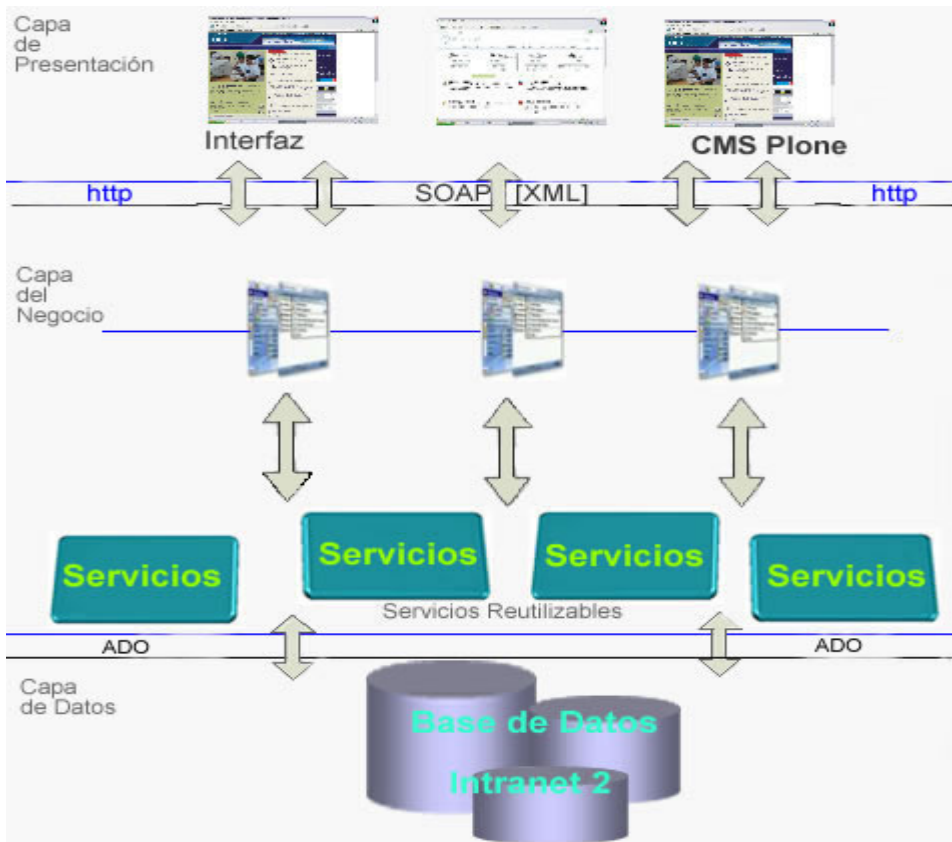 Capa
de
Presentación
Interfaz
CMS Plone
http
SOAP [XML]
http
Capa
del
Negocio
Servicios
Servicios
Servicios
Servicios
Servicios Reutilizables
ADO
ADO
Capa
de Datos
Base de Datos
Intranet 2